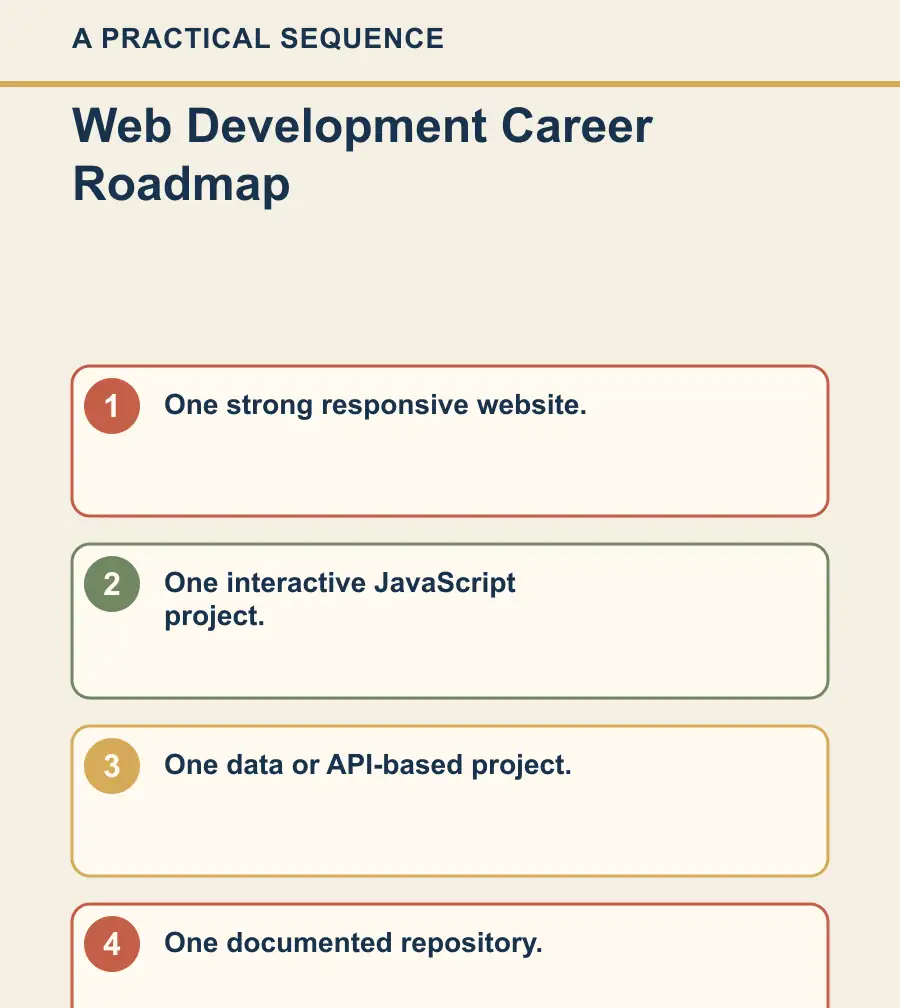 A PRACTICAL SEQUENCE
Web Development Career
Roadmap
1
One strong responsive website.
2
One interactive JavaScript
project.
3
One data or API-based project.
4
One documented repository.